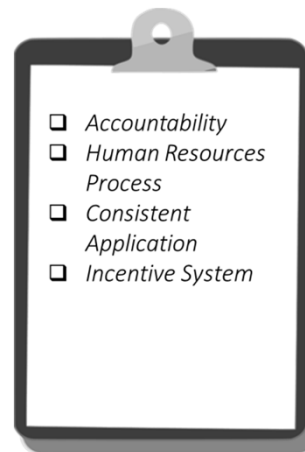 ❑ Accountability
❑ Human Resources
Process
❑ Consistent
Application
❑ Incentive System